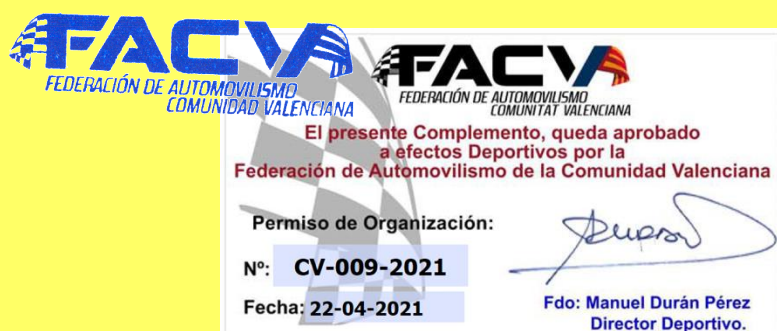 FACVA
FEDERACIÓN DE AUTOMOVILISMO
COMUNIDAD VALENCIANA
FACVA
FEDERACIÓN DE AUTOMOVILISMO
COMUNITAT VALENCIANA
El presente Complemento, queda aprobado
a efectos Deportivos por la
Federación de Automovilismo de la Comunidad Valenciana
Permiso de Organización:
Nº: CV-009-2021
Fecha: 22-04-2021
Fdo: Manuel Durán Pérez
Director Deportivo.